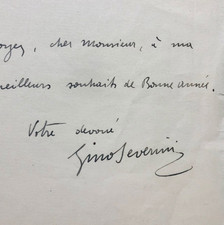 oyez, cher Monsieur, à ma
eilleurs souhaits de Bonne année.
Votre dévoué
Gino Severini